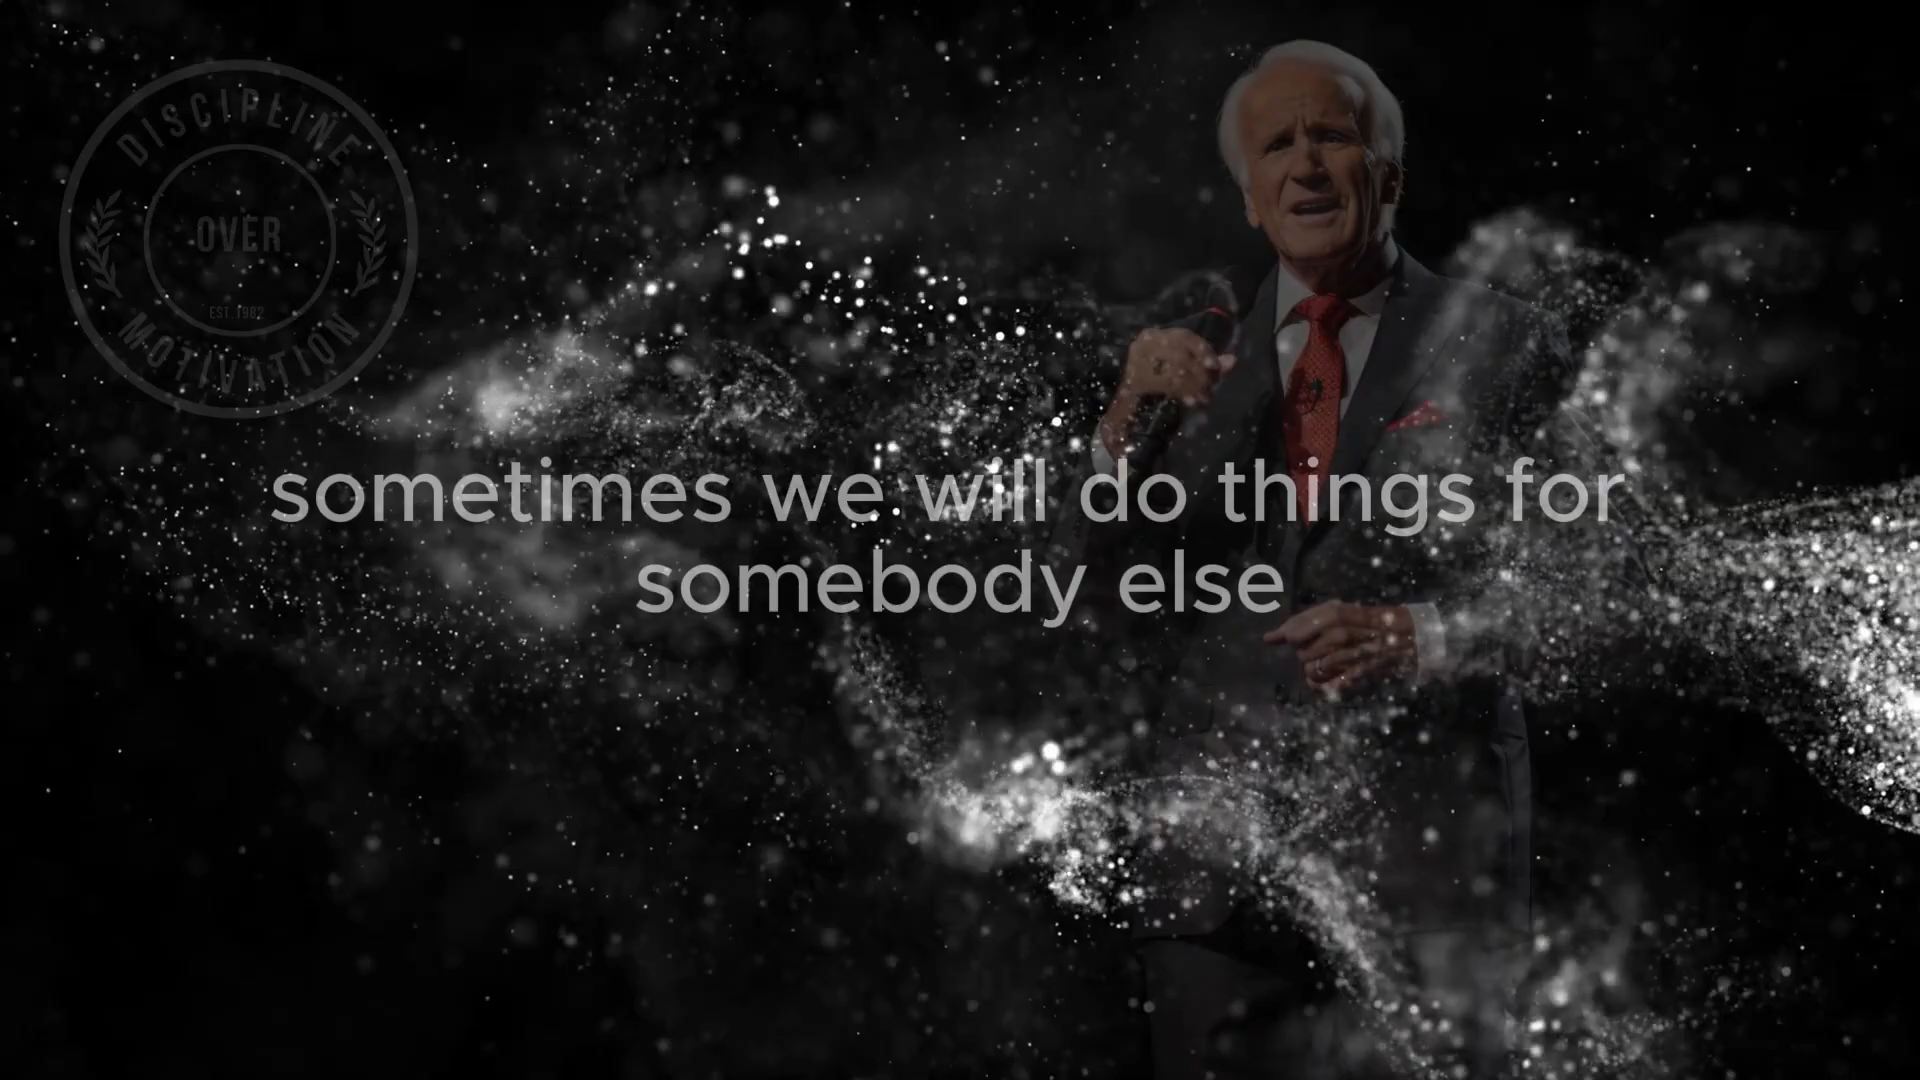 DISCIPLINE
OVER
EST.1982
MOTIVATION
sometimes we will do things for
somebody else